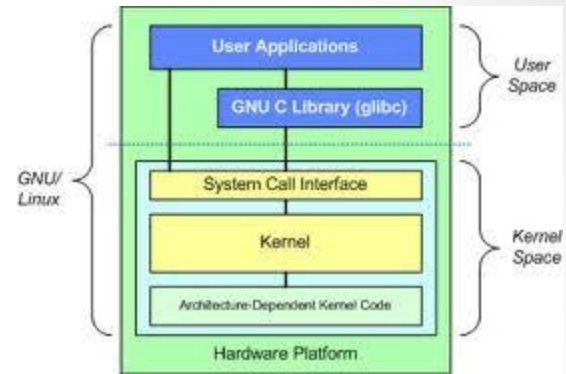 User Applications
GNU C Library (glibc)
User
Space
GNU/
Linux
System Call Interface
Kernel
Architecture-Dependent Kernel Code
Kernel
Space
Hardware Platform